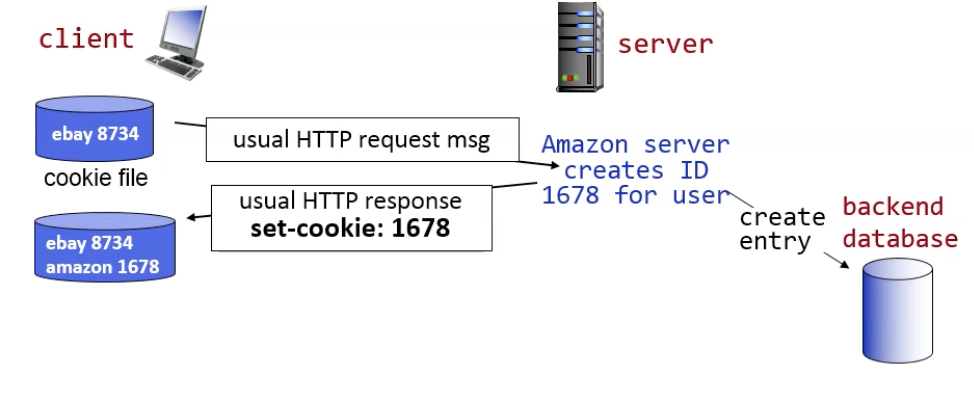 client
server
ebay 8734
usual HTTP request msg
cookie file
Amazon server
creates ID
1678 for user
usual HTTP response
set-cookie: 1678
create
entry
backend
database
ebay 8734
amazon 1678